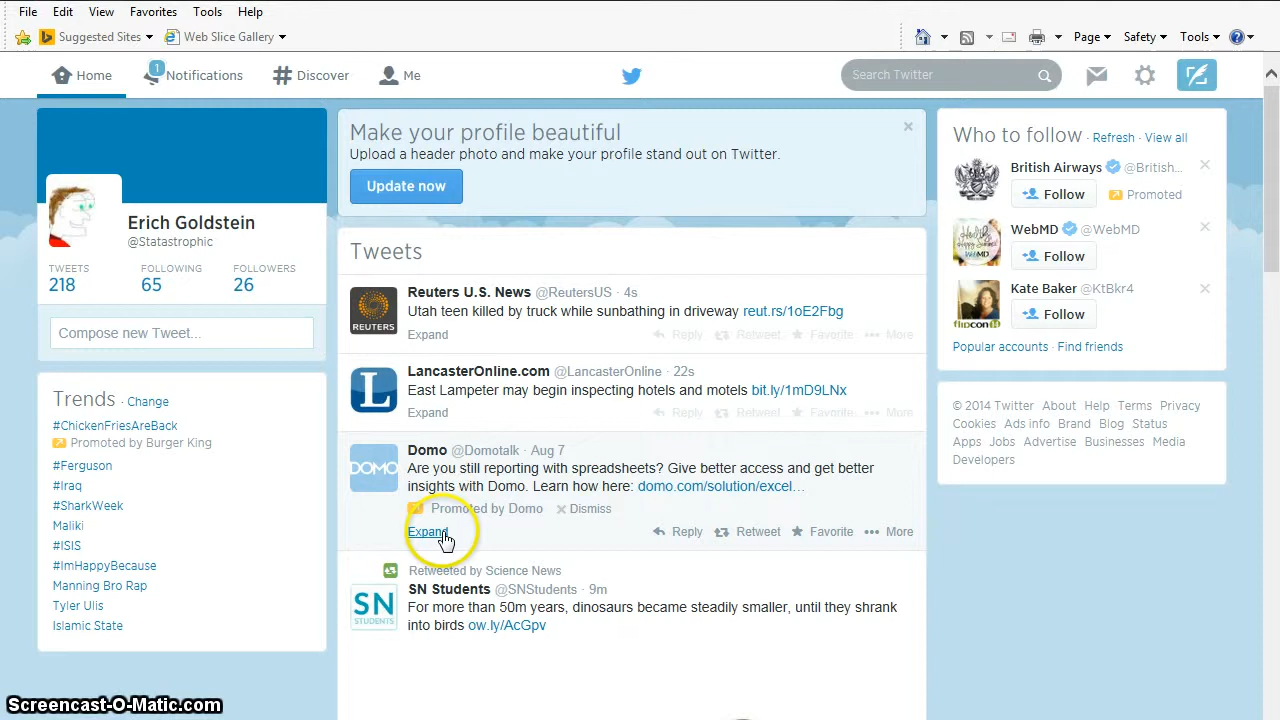 File Edit View Favorites Tools Help
Suggested Sites Web Slice Gallery Page Safety Tools
Home 1 Notifications Discover Me Search Twitter
Erich Goldstein
@Statastrophic
TWEETS FOLLOWING FOLLOWERS
218 65 26
Compose new Tweet...
Trends · Change
#ChickenFriesAreBack
Promoted by Burger King
#Ferguson
#Iraq
#SharkWeek
Maliki
#ISIS
#ImHappyBecause
Manning Bro Rap
Tyler Ulis
Islamic State
Make your profile beautiful
Upload a header photo and make your profile stand out on Twitter.
Update now
Tweets
Reuters U.S. News @ReutersUS · 4s
Utah teen killed by truck while sunbathing in driveway reut.rs/1oE2Fbg
Expand Reply Retweet Favorite More
REUTERS
LancasterOnline.com @LancasterOnline · 22s
East Lampeter may begin inspecting hotels and motels bit.ly/1mD9LNx
Expand Reply Retweet Favorite More
L
Domo @Domotalk · Aug 7
Are you still reporting with spreadsheets? Give better access and get better
insights with Domo. Learn how here: domo.com/solution/excel…
DOMO
Promoted by Domo Dismiss
Expand Reply Retweet Favorite More
Retweeted by Science News
SN Students @SNStudents · 9m
For more than 50m years, dinosaurs became steadily smaller, until they shrank
into birds ow.ly/AcGpv
SN
STUDENTS
Who to follow · Refresh · View all
British Airways @British...
Follow Promoted
WebMD @WebMD
Follow
Kate Baker @KtBkr4
Follow
flipcon
Popular accounts · Find friends
© 2014 Twitter About Help Terms Privacy
Cookies Ads info Brand Blog Status
Apps Jobs Advertise Businesses Media
Developers
Screencast-O-Matic.com